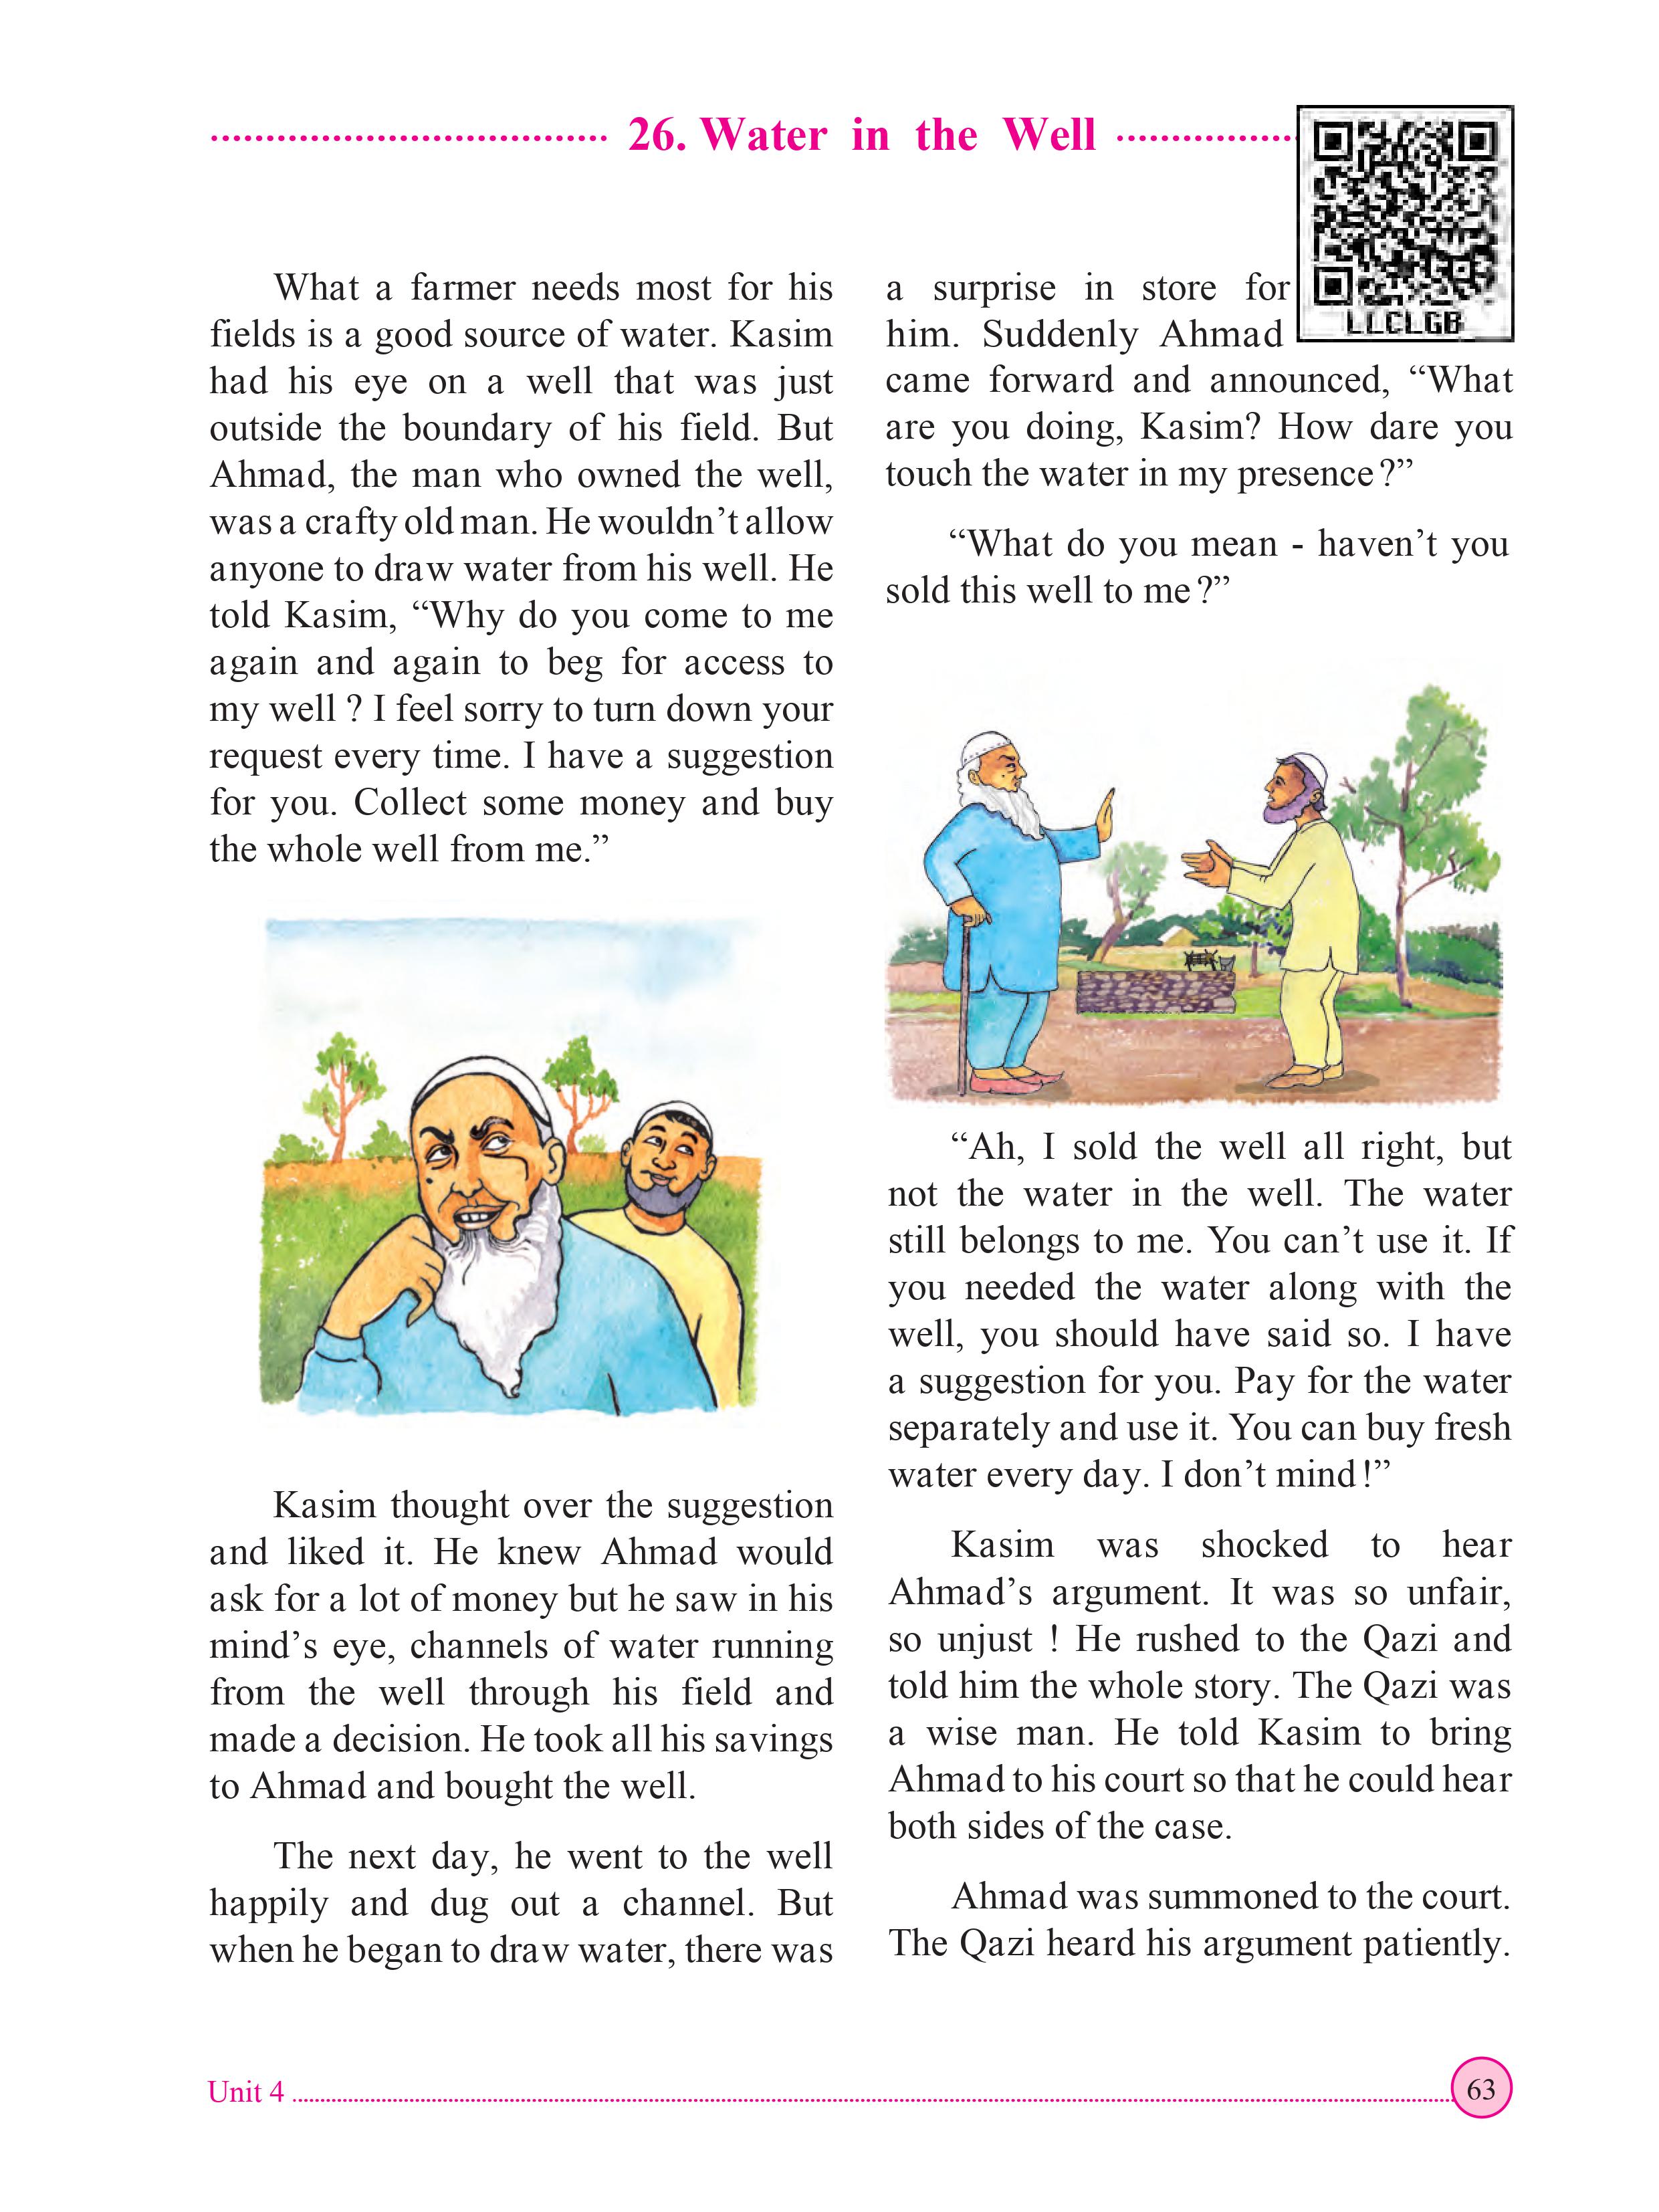 26. Water in the Well
LLCLGB
What a farmer needs most for his
fields is a good source of water. Kasim
had his eye on a well that was just
outside the boundary of his field. But
Ahmad, the man who owned the well,
was a crafty old man. He wouldn’t allow
anyone to draw water from his well. He
told Kasim, “Why do you come to me
again and again to beg for access to
my well ? I feel sorry to turn down your
request every time. I have a suggestion
for you. Collect some money and buy
the whole well from me.”
Kasim thought over the suggestion
and liked it. He knew Ahmad would
ask for a lot of money but he saw in his
mind’s eye, channels of water running
from the well through his field and
made a decision. He took all his savings
to Ahmad and bought the well.
The next day, he went to the well
happily and dug out a channel. But
when he began to draw water, there was
a surprise in store for
him. Suddenly Ahmad
came forward and announced, “What
are you doing, Kasim? How dare you
touch the water in my presence ?”
“What do you mean - haven’t you
sold this well to me ?”
“Ah, I sold the well all right, but
not the water in the well. The water
still belongs to me. You can’t use it. If
you needed the water along with the
well, you should have said so. I have
a suggestion for you. Pay for the water
separately and use it. You can buy fresh
water every day. I don’t mind !”
Kasim was shocked to hear
Ahmad’s argument. It was so unfair,
so unjust ! He rushed to the Qazi and
told him the whole story. The Qazi was
a wise man. He told Kasim to bring
Ahmad to his court so that he could hear
both sides of the case.
Ahmad was summoned to the court.
The Qazi heard his argument patiently.
Unit 4
63